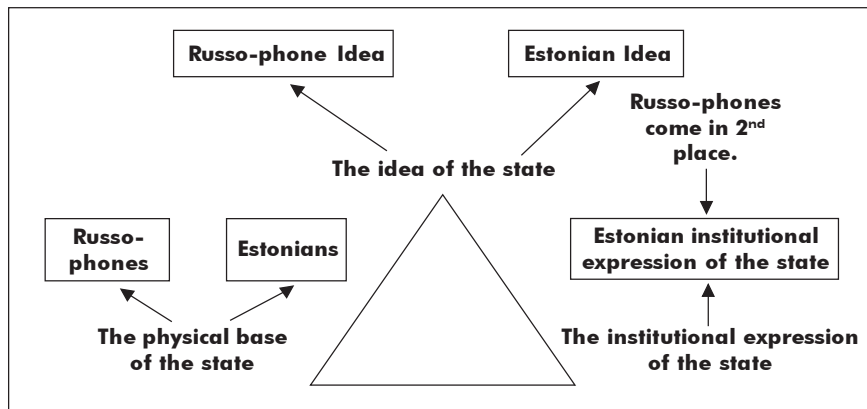 Russo-phone Idea
Estonian Idea
Russo-phones
come in 2nd
place.
The idea of the state
Russo-
phones
Estonians
Estonian institutional
expression of the state
The physical base
of the state
The institutional expression
of the state